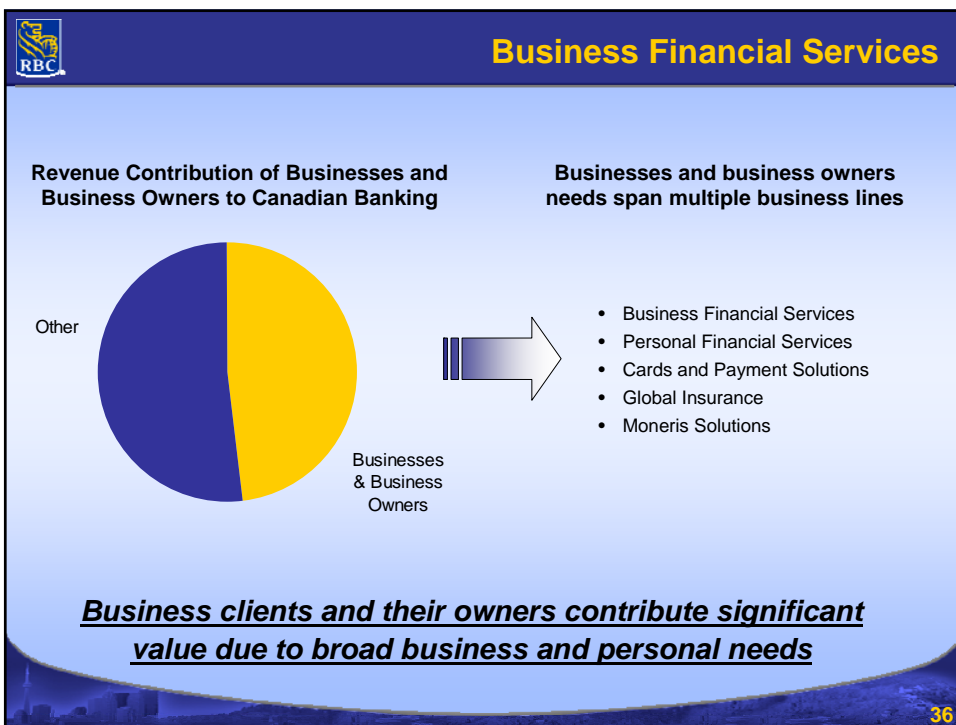 RBC
Business Financial Services
Revenue Contribution of Businesses and
Business Owners to Canadian Banking
Other
Businesses
& Business
Owners
Businesses and business owners
needs span multiple business lines
• Business Financial Services
• Personal Financial Services
• Cards and Payment Solutions
• Global Insurance
• Moneris Solutions
Business clients and their owners contribute significant
value due to broad business and personal needs
36